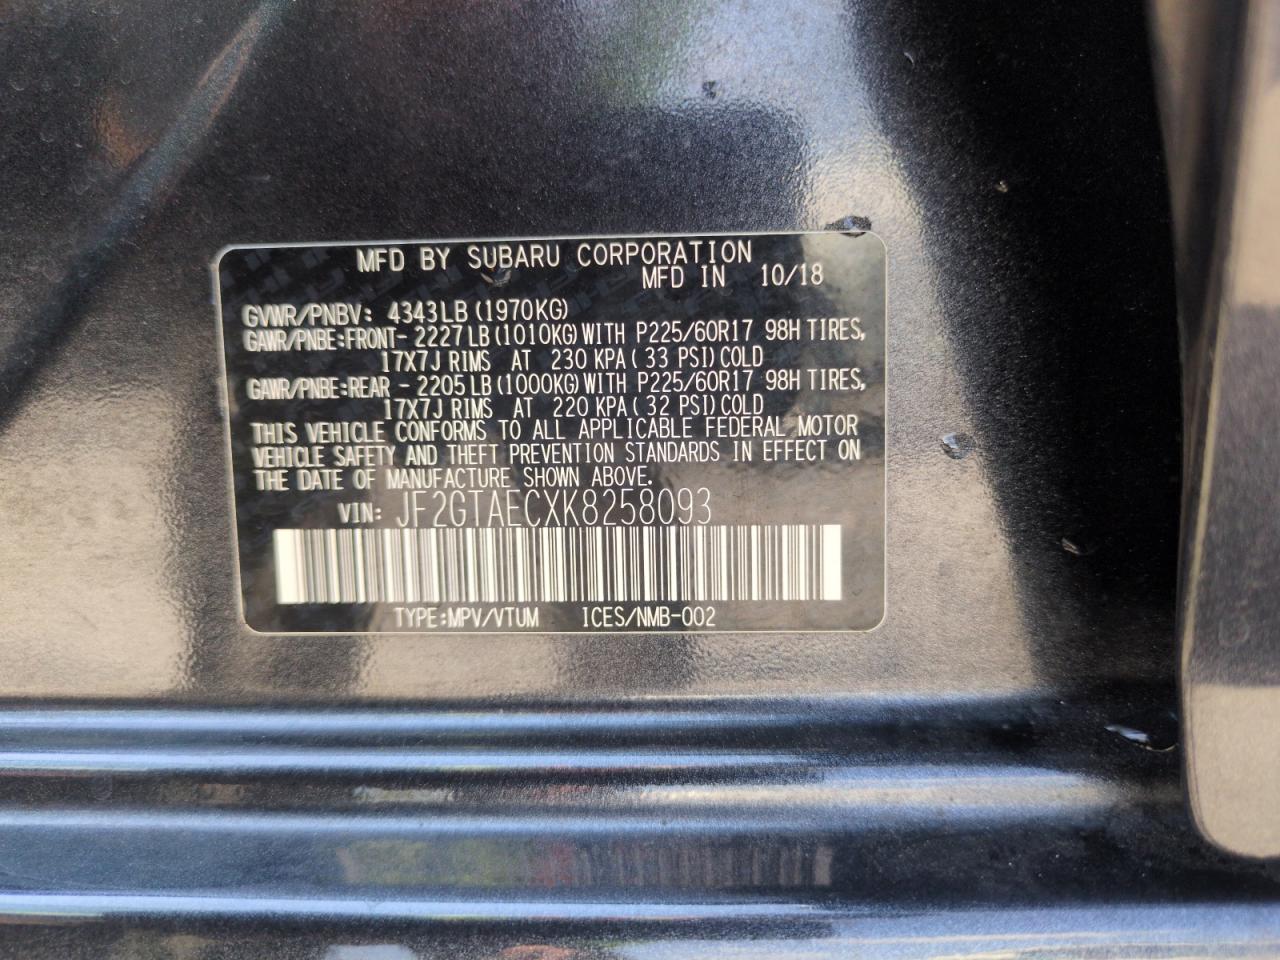 MFD BY SUBARU CORPORATION
MFD IN 10/18
GVWR/PNBV: 4343LB(1970KG)
GAWR/PNBE:FRONT-2227LB(1010KG)WITH P225/60R17 98H TIRES,
17X7J RIMS AT 230 KPA(33 PSI)COLD
GAWR/PNBE:REAR -2205LB(1000KG)WITH P225/60R17 98H TIRES,
17X7J RIMS AT 220 KPA(32 PSI)COLD
THIS VEHICLE CONFORMS TO ALL APPLICABLE FEDERAL MOTOR
VEHICLE SAFETY AND THEFT PREVENTION STANDARDS IN EFFECT ON
THE DATE OF MANUFACTURE SHOWN ABOVE.
VIN: JF2GTAECXK8258093
TYPE:MPV/VTUM ICES/NMB-002